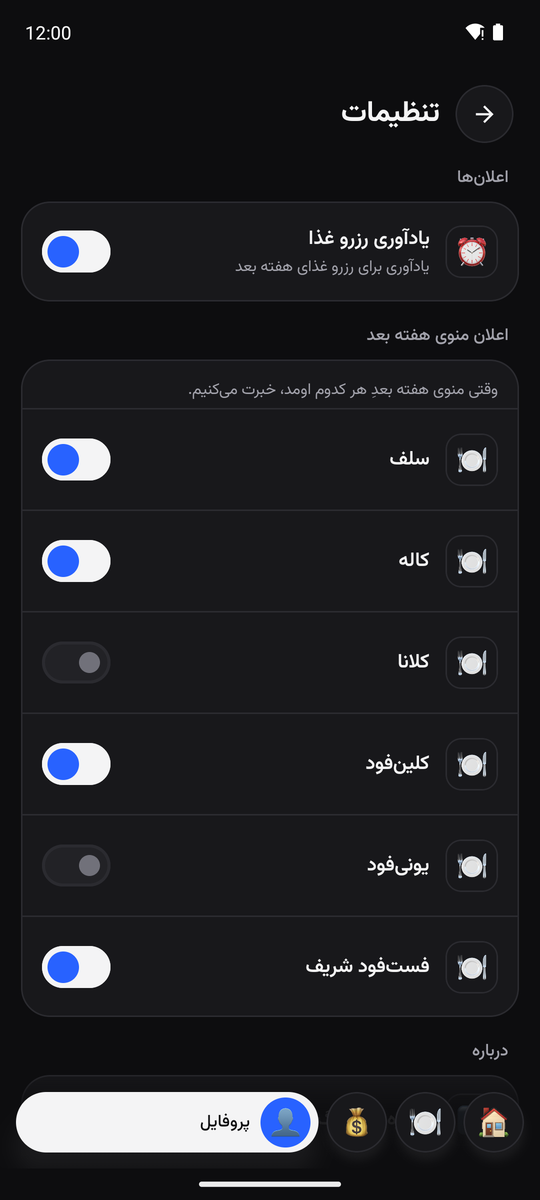 12:00
تنظیمات
اعلان‌ها
یادآوری رزرو غذا
یادآوری برای رزرو غذای هفته بعد
اعلان منوی هفته بعد
وقتی منوی هفته بعدِ هر کدوم اومد، خبرت می‌کنیم.
سلف
کاله
کلانا
کلین‌فود
یونی‌فود
فست‌فود شریف
درباره
پروفایل